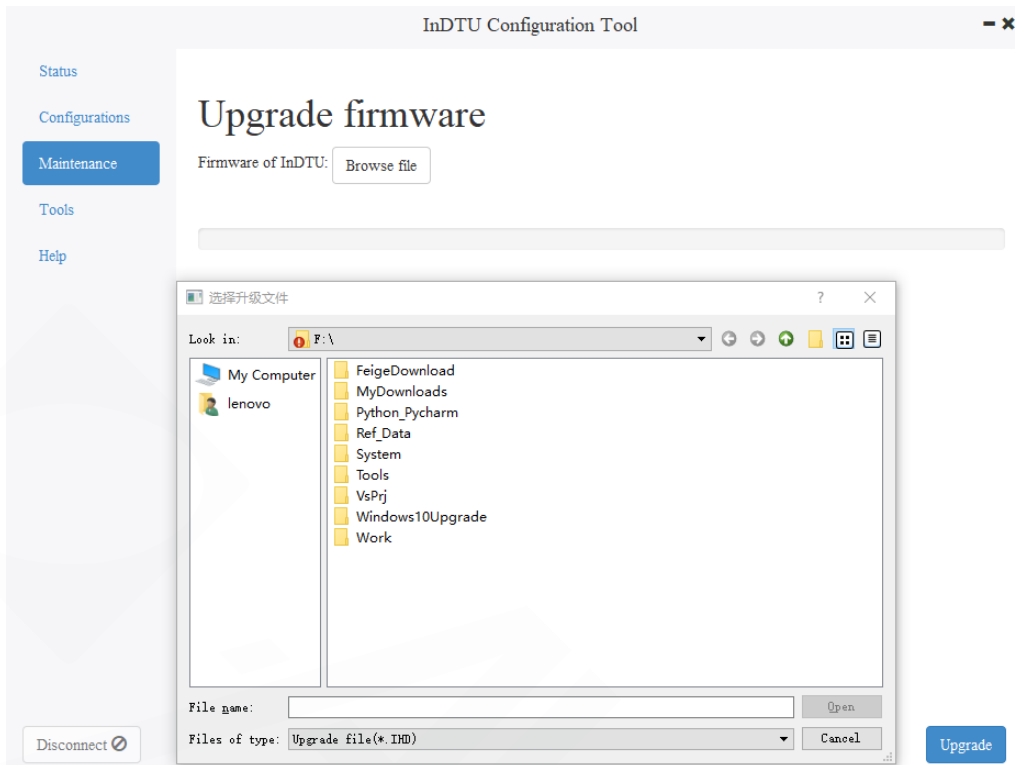 InDTU Configuration Tool
Status
Configurations
Maintenance
Tools
Help
Upgrade firmware
Firmware of InDTU: Browse file
选择升级文件
Look in: F:\
My Computer
lenovo
FeigeDownload
MyDownloads
Python_Pycharm
Ref_Data
System
Tools
VsPrj
Windows10Upgrade
Work
File name: Open
Files of type: Upgrade file(*.IHD) Cancel
Disconnect
Upgrade